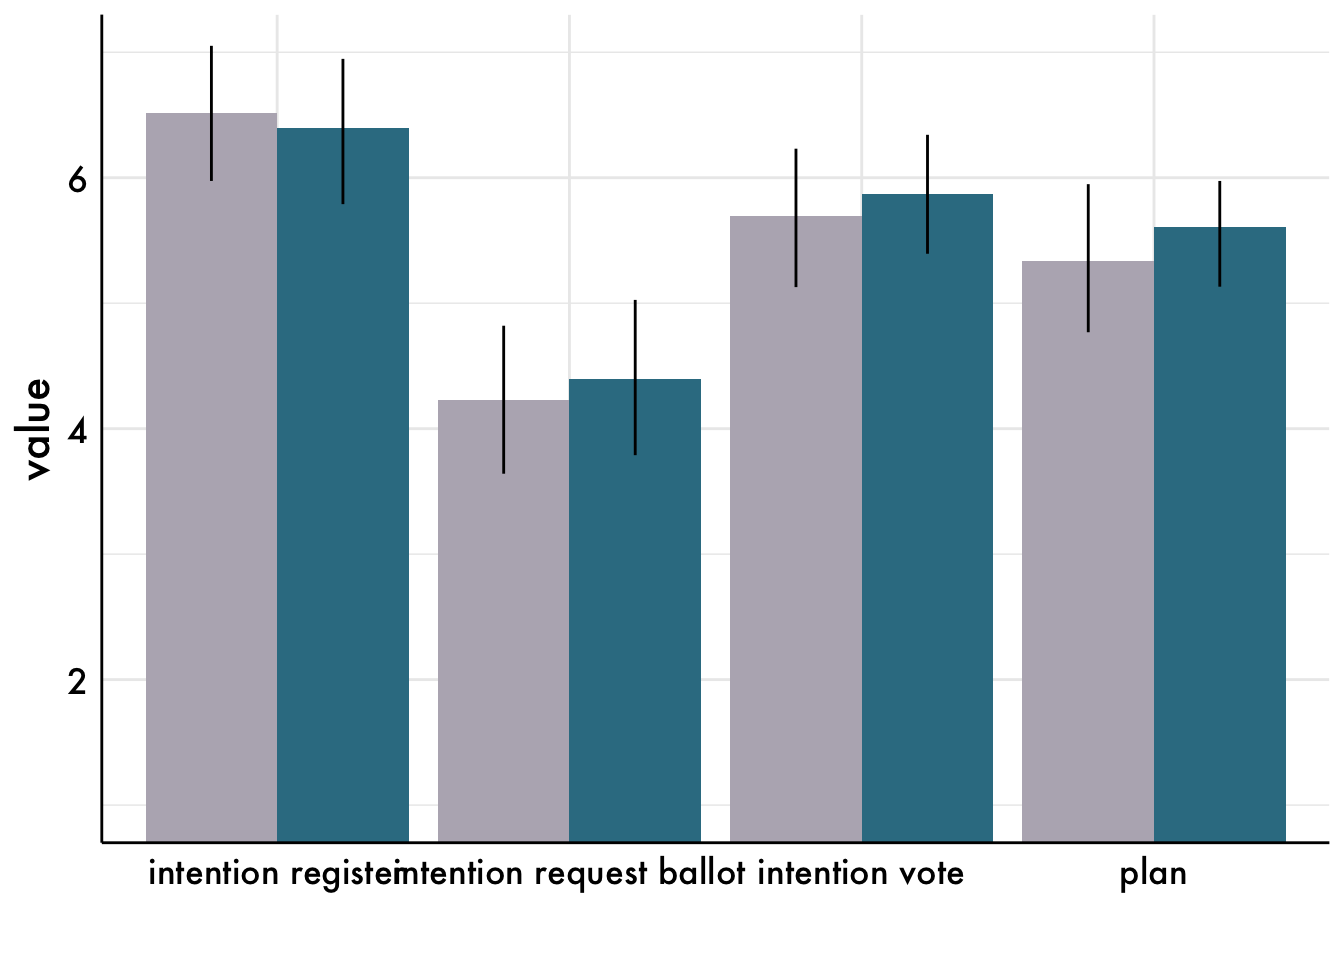 value
6
4
2
intention register
intention request ballot
intention vote
plan